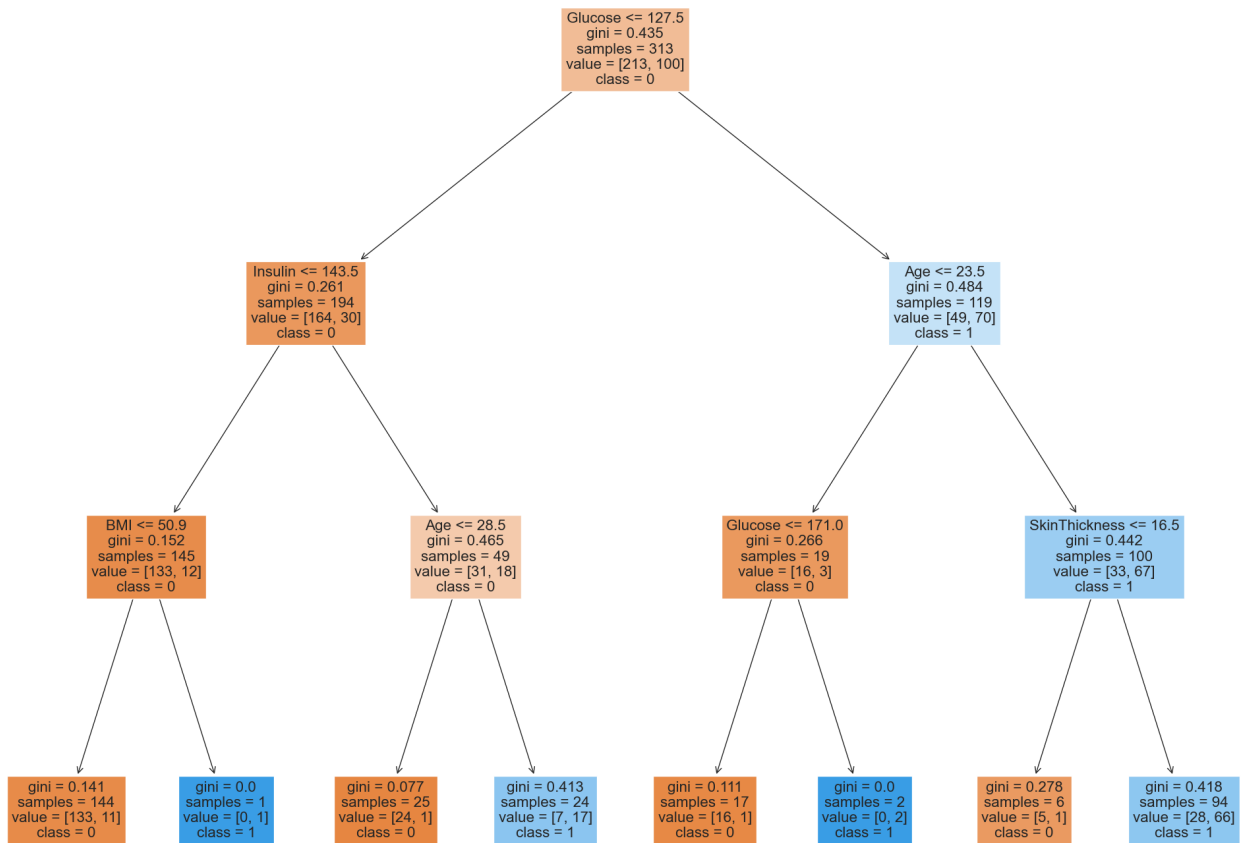 Glucose <= 127.5
gini = 0.435
samples = 313
value = [213, 100]
class = 0
Insulin <= 143.5
gini = 0.261
samples = 194
value = [164, 30]
class = 0
Age <= 23.5
gini = 0.484
samples = 119
value = [49, 70]
class = 1
BMI <= 50.9
gini = 0.152
samples = 145
value = [133, 12]
class = 0
Age <= 28.5
gini = 0.465
samples = 49
value = [31, 18]
class = 0
Glucose <= 171.0
gini = 0.266
samples = 19
value = [16, 3]
class = 0
SkinThickness <= 16.5
gini = 0.442
samples = 100
value = [33, 67]
class = 1
gini = 0.141
samples = 144
value = [133, 11]
class = 0
gini = 0.0
samples = 1
value = [0, 1]
class = 1
gini = 0.077
samples = 25
value = [24, 1]
class = 0
gini = 0.413
samples = 24
value = [7, 17]
class = 1
gini = 0.111
samples = 17
value = [16, 1]
class = 0
gini = 0.0
samples = 2
value = [0, 2]
class = 1
gini = 0.278
samples = 6
value = [5, 1]
class = 0
gini = 0.418
samples = 94
value = [28, 66]
class = 1